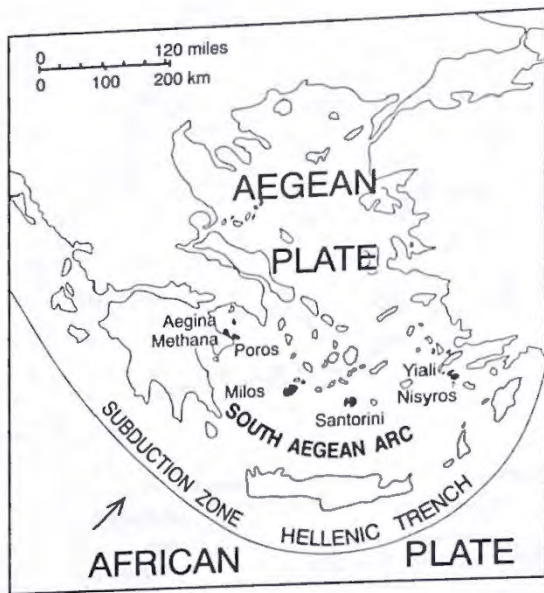 0 120 miles
0 100 200 km
AEGEAN
PLATE
Aegina
Methana
Poros
Milos
Santorini
Yiali
Nisyros
SOUTH AEGEAN ARC
SUBDUCTION ZONE
HELLENIC TRENCH
AFRICAN PLATE